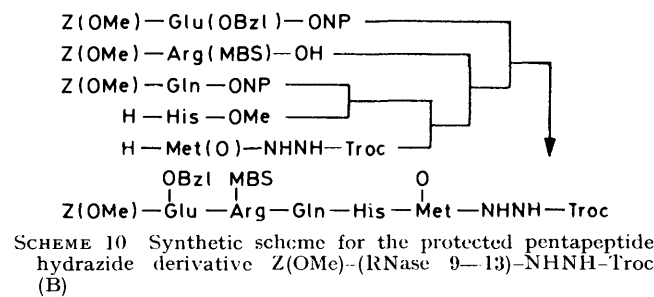 Z(OMe)—Glu(OBzl)—ONP
Z(OMe)—Arg(MBS)—OH
Z(OMe)—Gln—ONP
H—His—OMe
H—Met(O)—NHNH—Troc
OBzl MBS O
Z(OMe)—Glu—Arg—Gln—His—Met—NHNH—Troc
SCHEME 10 Synthetic scheme for the protected pentapeptide
hydrazide derivative Z(OMe)-(RNase 9—13)-NHNH-Troc
(B)